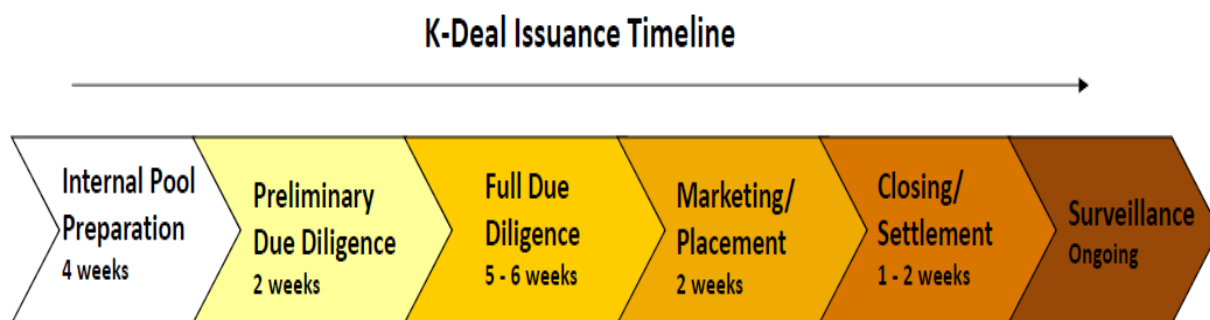 K-Deal Issuance Timeline
Internal Pool
Preparation
4 weeks
Preliminary
Due Diligence
2 weeks
Full Due
Diligence
5 - 6 weeks
Marketing/
Placement
2 weeks
Closing/
Settlement
1 - 2 weeks
Surveillance
Ongoing